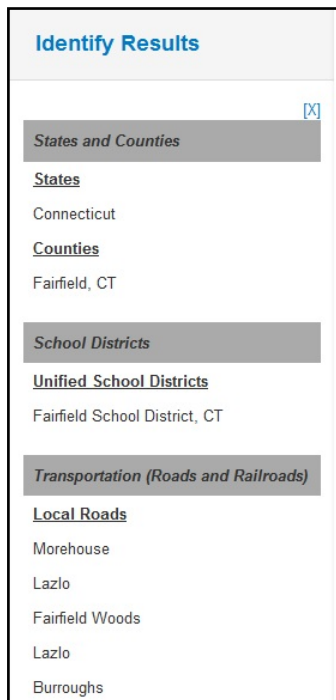 Identify Results
[X]
States and Counties
States
Connecticut
Counties
Fairfield, CT
School Districts
Unified School Districts
Fairfield School District, CT
Transportation (Roads and Railroads)
Local Roads
Morehouse
Lazlo
Fairfield Woods
Lazlo
Burroughs